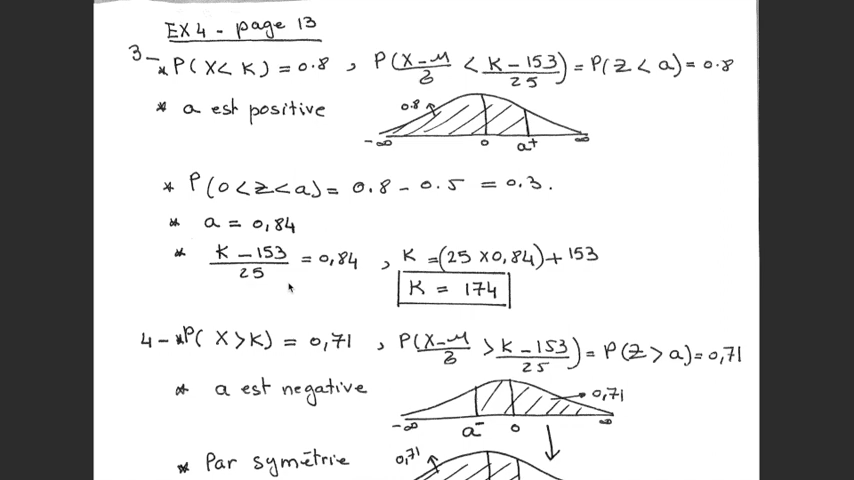 EX4 - page 13
3- * P(X< K) = 0.8 , P(X-M/δ < K-153/25) = P(Z < a) = 0.8
* a est positive
0.8
-∞ 0 a+ ∞
* P(0<Z<a) = 0.8 - 0.5 = 0.3.
* a = 0,84
* K-153/25 = 0,84 , K = (25 × 0,84) + 153
K = 174
4- * P( X>K) = 0,71 , P(X-M/δ > K-153/25) = P(Z > a) = 0,71
* a est negative
0,71
-∞ a- 0 ∞
* Par symétrie
0,71